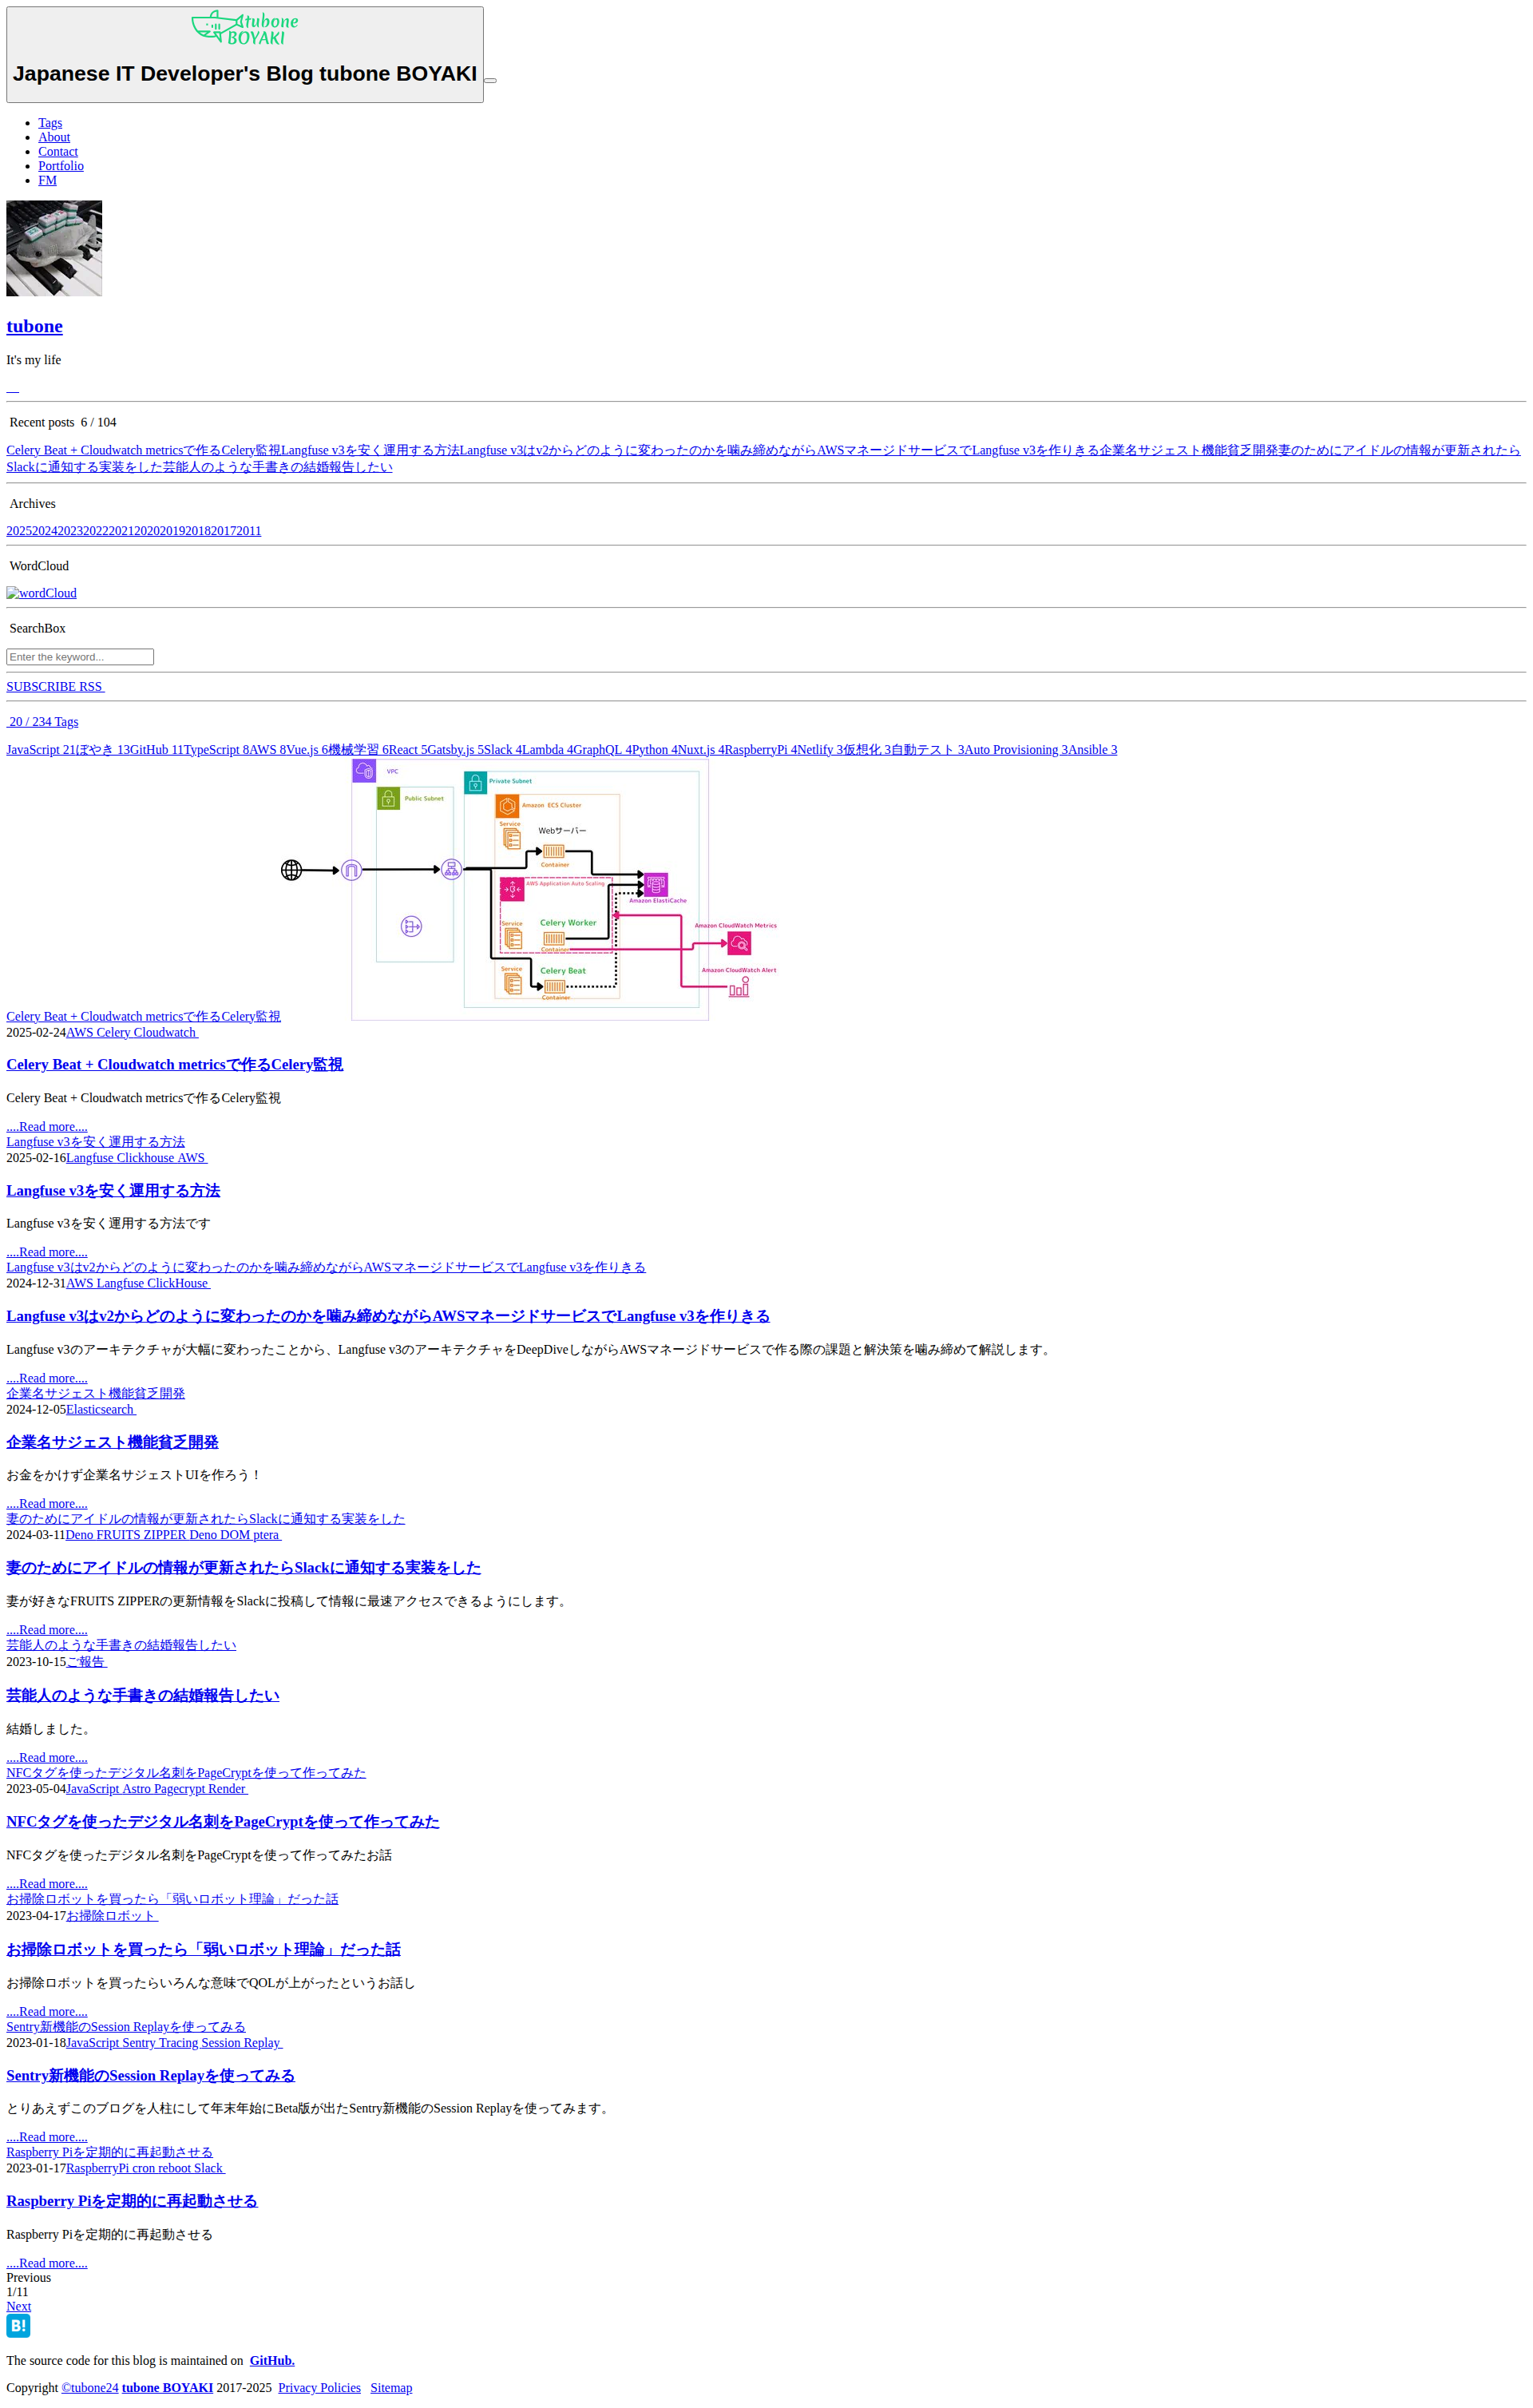 tubone
BOYAKI
Japanese IT Developer's Blog tubone BOYAKI
Tags
About
Contact
Portfolio
FM
tubone
It's my life
Recent posts 6 / 104
Celery Beat + Cloudwatch metricsで作るCelery監視Langfuse v3を安く運用する方法Langfuse v3はv2からどのように変わったのかを噛み締めながらAWSマネージドサービスでLangfuse v3を作りきる企業名サジェスト機能貧乏開発妻のためにアイドルの情報が更新されたら
Slackに通知する実装をした芸能人のような手書きの結婚報告したい
Archives
2025202420232022202120202019201820172011
WordCloud
wordCloud
SearchBox
Enter the keyword...
SUBSCRIBE RSS
20 / 234 Tags
JavaScript 21ぼやき 13GitHub 11TypeScript 8AWS 8Vue.js 6機械学習 6React 5Gatsby.js 5Slack 4Lambda 4GraphQL 4Python 4Nuxt.js 4RaspberryPi 4Netlify 3仮想化 3自動テスト 3Auto Provisioning 3Ansible 3
VPC
Private Subnet
Public Subnet
Amazon ECS Cluster
Service
Webサーバー
Container
AWS Application Auto Scaling
Amazon ElastiCache
Service
Celery Worker
Container
Amazon CloudWatch Metrics
Service
Celery Beat
Container
Amazon CloudWatch Alert
Celery Beat + Cloudwatch metricsで作るCelery監視
2025-02-24AWS Celery Cloudwatch
Celery Beat + Cloudwatch metricsで作るCelery監視
Celery Beat + Cloudwatch metricsで作るCelery監視
....Read more....
Langfuse v3を安く運用する方法
2025-02-16Langfuse Clickhouse AWS
Langfuse v3を安く運用する方法
Langfuse v3を安く運用する方法です
....Read more....
Langfuse v3はv2からどのように変わったのかを噛み締めながらAWSマネージドサービスでLangfuse v3を作りきる
2024-12-31AWS Langfuse ClickHouse
Langfuse v3はv2からどのように変わったのかを噛み締めながらAWSマネージドサービスでLangfuse v3を作りきる
Langfuse v3のアーキテクチャが大幅に変わったことから、Langfuse v3のアーキテクチャをDeepDiveしながらAWSマネージドサービスで作る際の課題と解決策を噛み締めて解説します。
....Read more....
企業名サジェスト機能貧乏開発
2024-12-05Elasticsearch
企業名サジェスト機能貧乏開発
お金をかけず企業名サジェストUIを作ろう！
....Read more....
妻のためにアイドルの情報が更新されたらSlackに通知する実装をした
2024-03-11Deno FRUITS ZIPPER Deno DOM ptera
妻のためにアイドルの情報が更新されたらSlackに通知する実装をした
妻が好きなFRUITS ZIPPERの更新情報をSlackに投稿して情報に最速アクセスできるようにします。
....Read more....
芸能人のような手書きの結婚報告したい
2023-10-15ご報告
芸能人のような手書きの結婚報告したい
結婚しました。
....Read more....
NFCタグを使ったデジタル名刺をPageCryptを使って作ってみた
2023-05-04JavaScript Astro Pagecrypt Render
NFCタグを使ったデジタル名刺をPageCryptを使って作ってみた
NFCタグを使ったデジタル名刺をPageCryptを使って作ってみたお話
....Read more....
お掃除ロボットを買ったら「弱いロボット理論」だった話
2023-04-17お掃除ロボット
お掃除ロボットを買ったら「弱いロボット理論」だった話
お掃除ロボットを買ったらいろんな意味でQOLが上がったというお話し
....Read more....
Sentry新機能のSession Replayを使ってみる
2023-01-18JavaScript Sentry Tracing Session Replay
Sentry新機能のSession Replayを使ってみる
とりあえずこのブログを人柱にして年末年始にBeta版が出たSentry新機能のSession Replayを使ってみます。
....Read more....
Raspberry Piを定期的に再起動させる
2023-01-17RaspberryPi cron reboot Slack
Raspberry Piを定期的に再起動させる
Raspberry Piを定期的に再起動させる
....Read more....
Previous
1/11
Next
B!
The source code for this blog is maintained on GitHub.
Copyright ©tubone24 tubone BOYAKI 2017-2025 Privacy Policies Sitemap